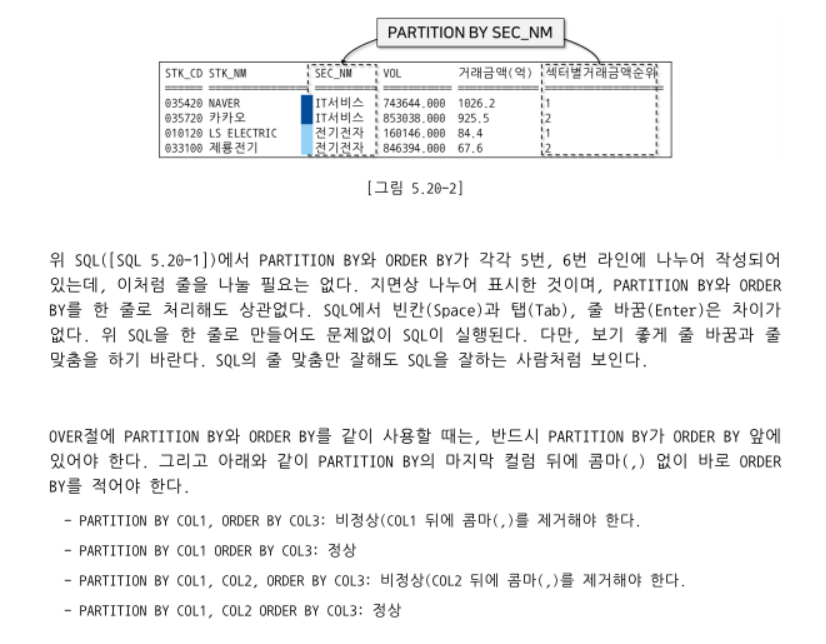 PARTITION BY SEC_NM
STK_CD STK_NM SEC_NM VOL 거래금액(억) 섹터별거래금액순위
====== ================== ========= =========== ============ ====================
035420 NAVER IT서비스 743644.000 1026.2 1
035720 카카오 IT서비스 853038.000 925.5 2
010120 LS ELECTRIC 전기전자 160146.000 84.4 1
033100 제룡전기 전기전자 846394.000 67.6 2
[그림 5.20-2]
위 SQL([SQL 5.20-1])에서 PARTITION BY와 ORDER BY가 각각 5번, 6번 라인에 나누어 작성되어
있는데, 이처럼 줄을 나눌 필요는 없다. 지면상 나누어 표시한 것이며, PARTITION BY와 ORDER
BY를 한 줄로 처리해도 상관없다. SQL에서 빈칸(Space)과 탭(Tab), 줄 바꿈(Enter)은 차이가
없다. 위 SQL을 한 줄로 만들어도 문제없이 SQL이 실행된다. 다만, 보기 좋게 줄 바꿈과 줄
맞춤을 하기 바란다. SQL의 줄 맞춤만 잘해도 SQL을 잘하는 사람처럼 보인다.
OVER절에 PARTITION BY와 ORDER BY를 같이 사용할 때는, 반드시 PARTITION BY가 ORDER BY 앞에
있어야 한다. 그리고 아래와 같이 PARTITION BY의 마지막 컬럼 뒤에 콤마(,) 없이 바로 ORDER
BY를 적어야 한다.
- PARTITION BY COL1, ORDER BY COL3: 비정상(COL1 뒤에 콤마(,)를 제거해야 한다.
- PARTITION BY COL1 ORDER BY COL3: 정상
- PARTITION BY COL1, COL2, ORDER BY COL3: 비정상(COL2 뒤에 콤마(,)를 제거해야 한다.
- PARTITION BY COL1, COL2 ORDER BY COL3: 정상